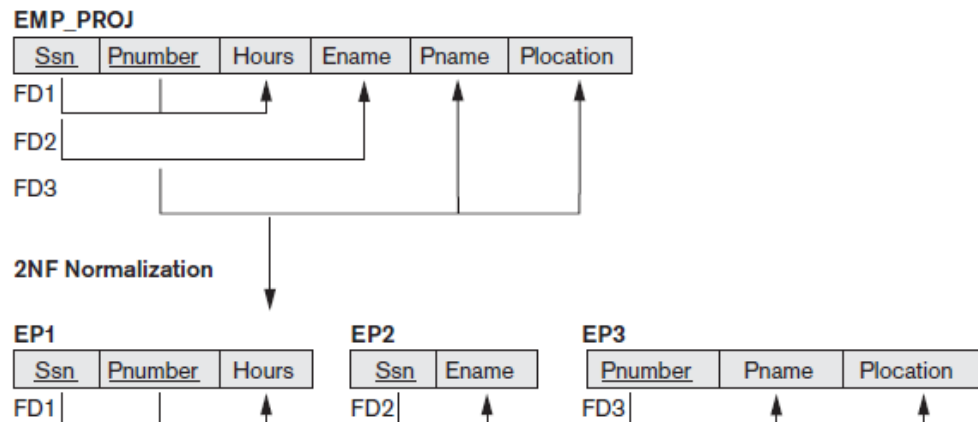 EMP_PROJ
Ssn Pnumber Hours Ename Pname Plocation
FD1
FD2
FD3
2NF Normalization
EP1 EP2 EP3
Ssn Pnumber Hours Ssn Ename Pnumber Pname Plocation
FD1 FD2 FD3